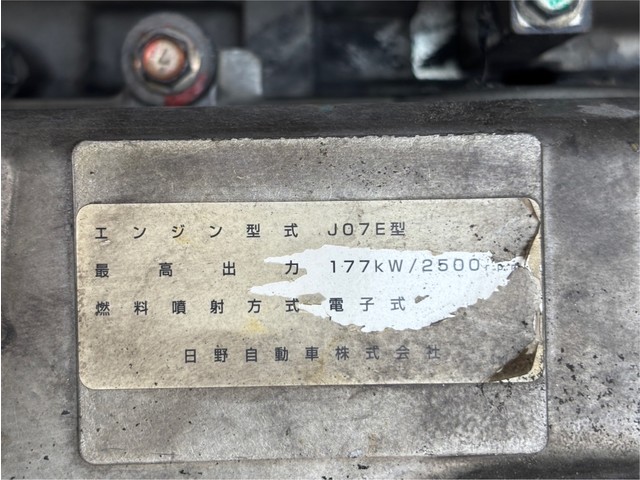 エンジン型式 J07E型
最高出力 177kW/2500
燃料噴射方式 電子式
日野自動車株式会社